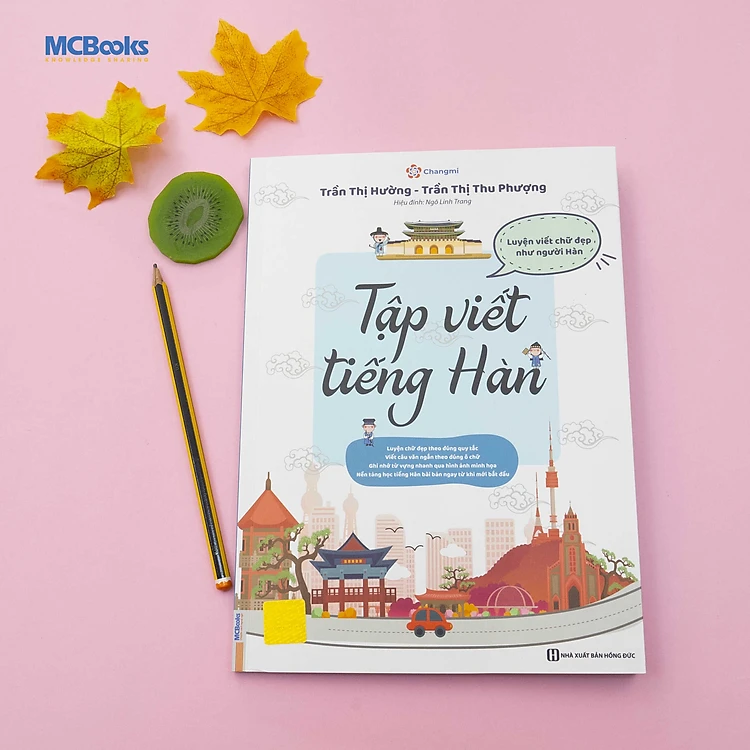 MCBooks
KNOWLEDGE SHARING
Changmi
Trần Thị Hường - Trần Thị Thu Phượng
Hiệu đính: Ngô Linh Trang
Luyện viết chữ đẹp
như người Hàn
Tập viết
tiếng Hàn
Luyện chữ đẹp theo đúng quy tắc
Viết câu văn ngắn theo dòng ô chữ
Ghi nhớ từ vựng nhanh qua hình ảnh minh họa
Nền tảng học tiếng Hàn bài bản ngay từ khi mới bắt đầu
MCBooks
NHÀ XUẤT BẢN HỒNG ĐỨC